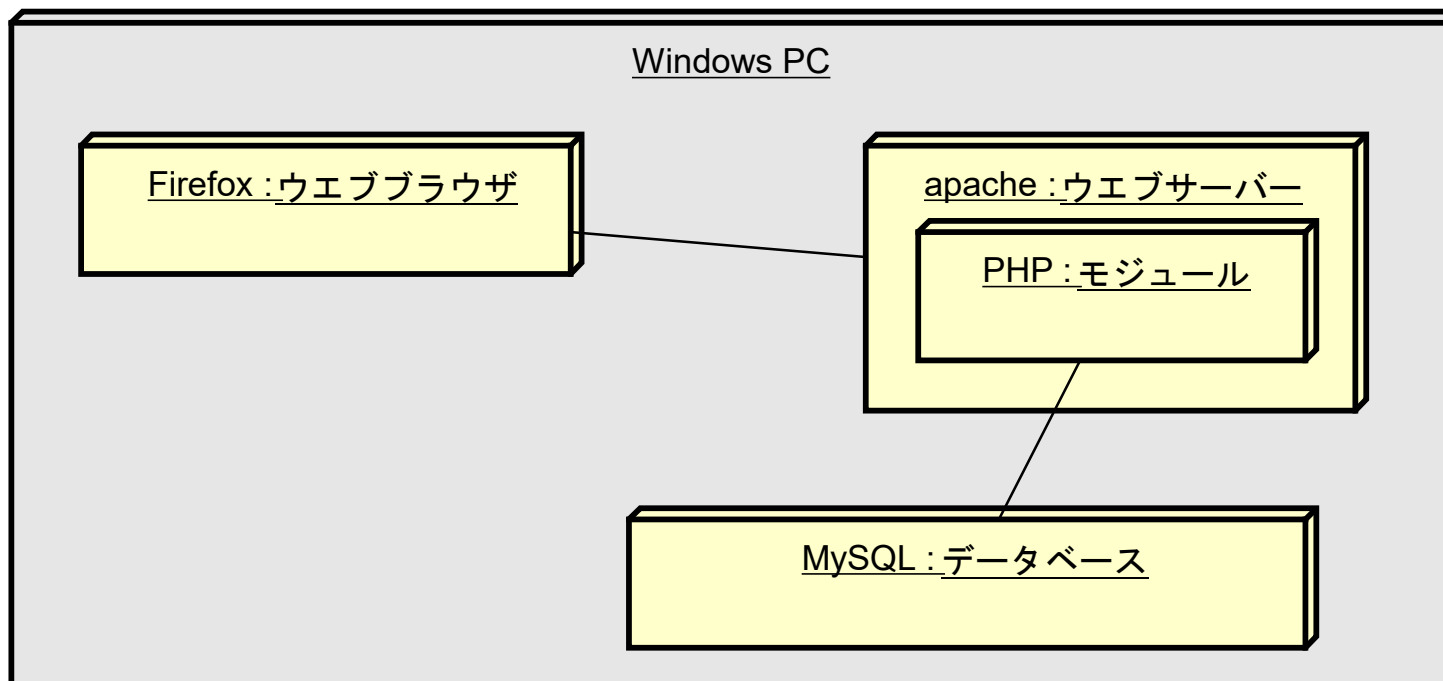 Windows PC
Firefox : ウエブブラウザ
apache : ウエブサーバー
PHP : モジュール
MySQL : データベース